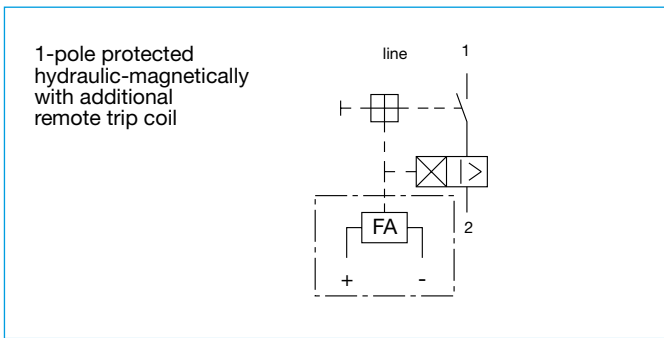 1-pole protected
hydraulic-magnetically
with additional
remote trip coil
line
1
I>
2
FA
+
-